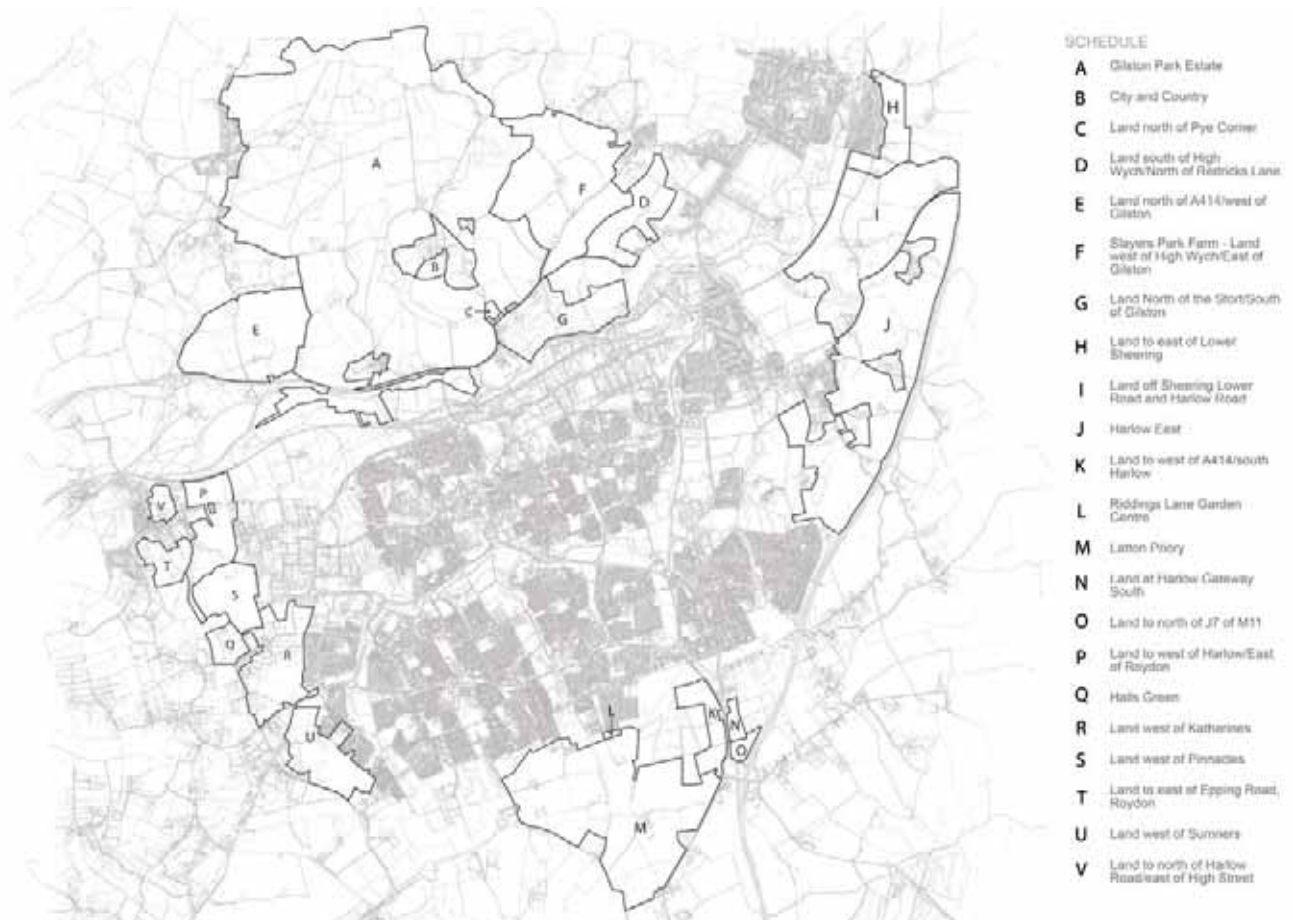 SCHEDULE
A Gilston Park Estate
B City and Country
C Land north of Pye Corner
D Land south of High
Wych/North of Redricks Lane
E Land north of A414/west of
Gilston
F Slayers Park Farm - Land
west of High Wych/East of
Gilston
G Land North of the Stort/South
of Gilston
H Land to east of Lower
Sheering
I Land off Sheering Lower
Road and Harlow Road
J Harlow East
K Land to west of A414/south
Harlow
L Riddings Lane Garden
Centre
M Latton Priory
N Land at Harlow Gateway
South
O Land to north of J7 of M11
P Land to west of Harlow/East
of Roydon
Q Halls Green
R Land west of Katherines
S Land west of Pinnacles
T Land to east of Epping Road,
Roydon
U Land west of Sumners
V Land to north of Harlow
Road/east of High Street
H
A
F
D
I
B
C
G
E
J
P
V
T
S
Q
R
L
K
N
O
U
M